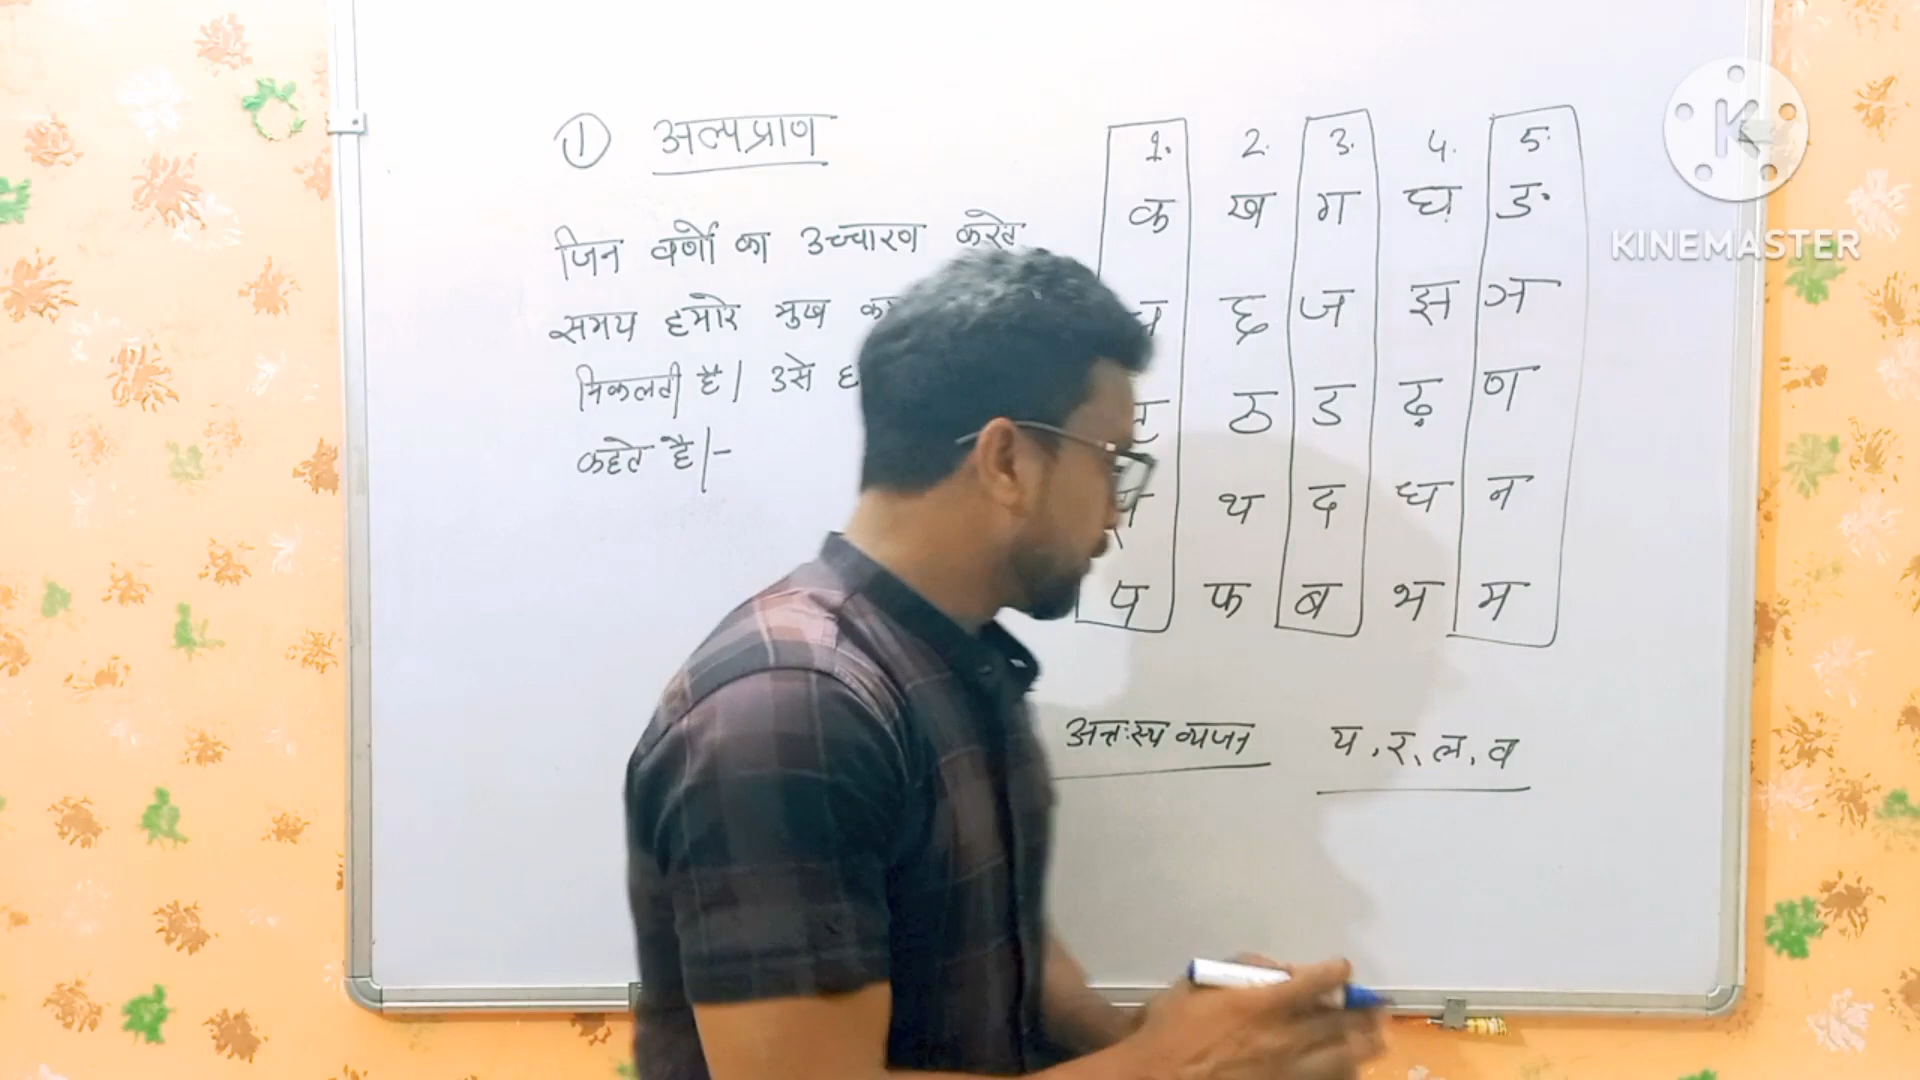 ① अल्पप्राण
जिन वर्णों का उच्चारण करते
समय हमारे मुख
निकलती है। उसे
कहते है।-
1. 2. 3. 4. 5.
क ख ग घ ङ
छ ज झ ञ
ट ठ ड ढ़ ण
थ द ध न
प फ ब भ म
अन्तःस्थ व्यजन य, र, ल, व
KINEMASTER